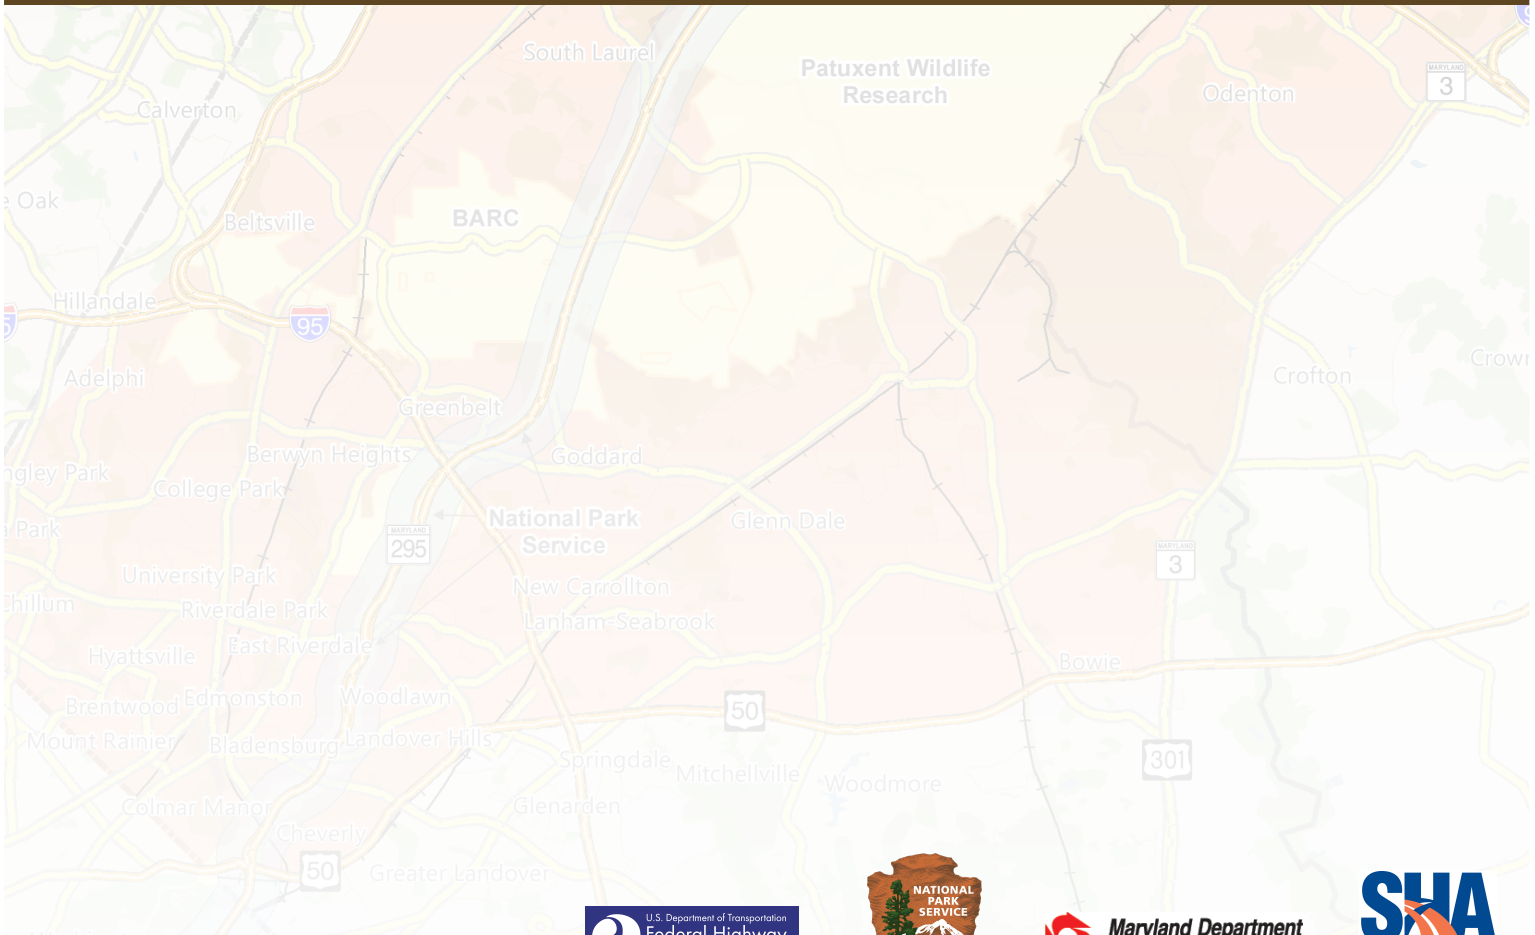 South Laurel
Patuxent Wildlife
Research
MARYLAND
3
Odenton
Calverton
e Oak
BARC
Beltsville
Hillandale
95
Adelphi
Crofton
Crown
Greenbelt
Berwyn Heights
Goddard
ngley Park
College Park
National Park
Service
Glenn Dale
a Park
MARYLAND
295
MARYLAND
3
University Park
New Carrollton
Chillum
Riverdale Park
Lanham-Seabrook
East Riverdale
Hyattsville
Bowie
Brentwood
Edmonston
Woodlawn
50
Mount Rainier
Bladensburg
Landover Hills
Springdale
Mitchellville
301
Woodmore
Colmar Manor
Glenarden
Cheverly
50
Greater Landover
U.S. Department of Transportation
Federal Highway
NATIONAL
PARK
SERVICE
Maryland Department
SHA